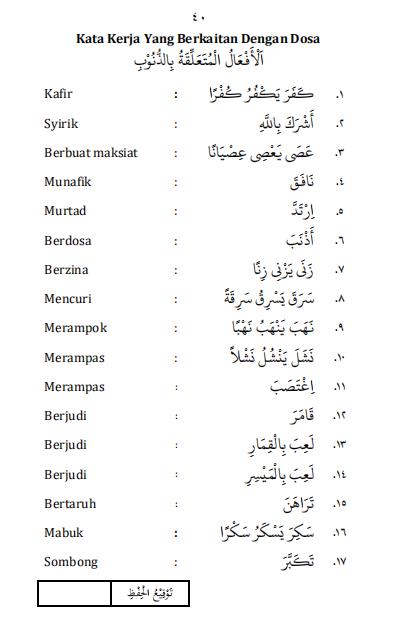 ٤٠
Kata Kerja Yang Berkaitan Dengan Dosa
اَلْأَفْعَالُ الْمُتَعَلِّقَةُ بِالذُّنُوْبِ
Kafir : كَفَرَ يَكْفُرُ كُفْرًا .١
Syirik : أَشْرَكَ بِاللَّهِ .٢
Berbuat maksiat : عَصَى يَعْصِى عِصْيَانًا .٣
Munafik : نَافَقَ .٤
Murtad : اِرْتَدَّ .٥
Berdosa : أَذْنَبَ .٦
Berzina : زَنَى يَزْنِى زِنًا .٧
Mencuri : سَرَقَ يَسْرِقُ سَرِقَةً .٨
Merampok : نَهَبَ يَنْهَبُ نَهْبًا .٩
Merampas : نَشَلَ يَنْشُلُ نَشْلاً .١٠
Merampas : اِغْتَصَبَ .١١
Berjudi : قَامَرَ .١٢
Berjudi : لَعِبَ بِالْقِمَارِ .١٣
Berjudi : لَعِبَ بِالْمَيْسِرِ .١٤
Bertaruh : تَرَاهَنَ .١٥
Mabuk : سَكِرَ يَسْكَرُ سَكْرًا .١٦
Sombong : تَكَبَّرَ .١٧
تَوْقِيْعُ الْحِفْظِ